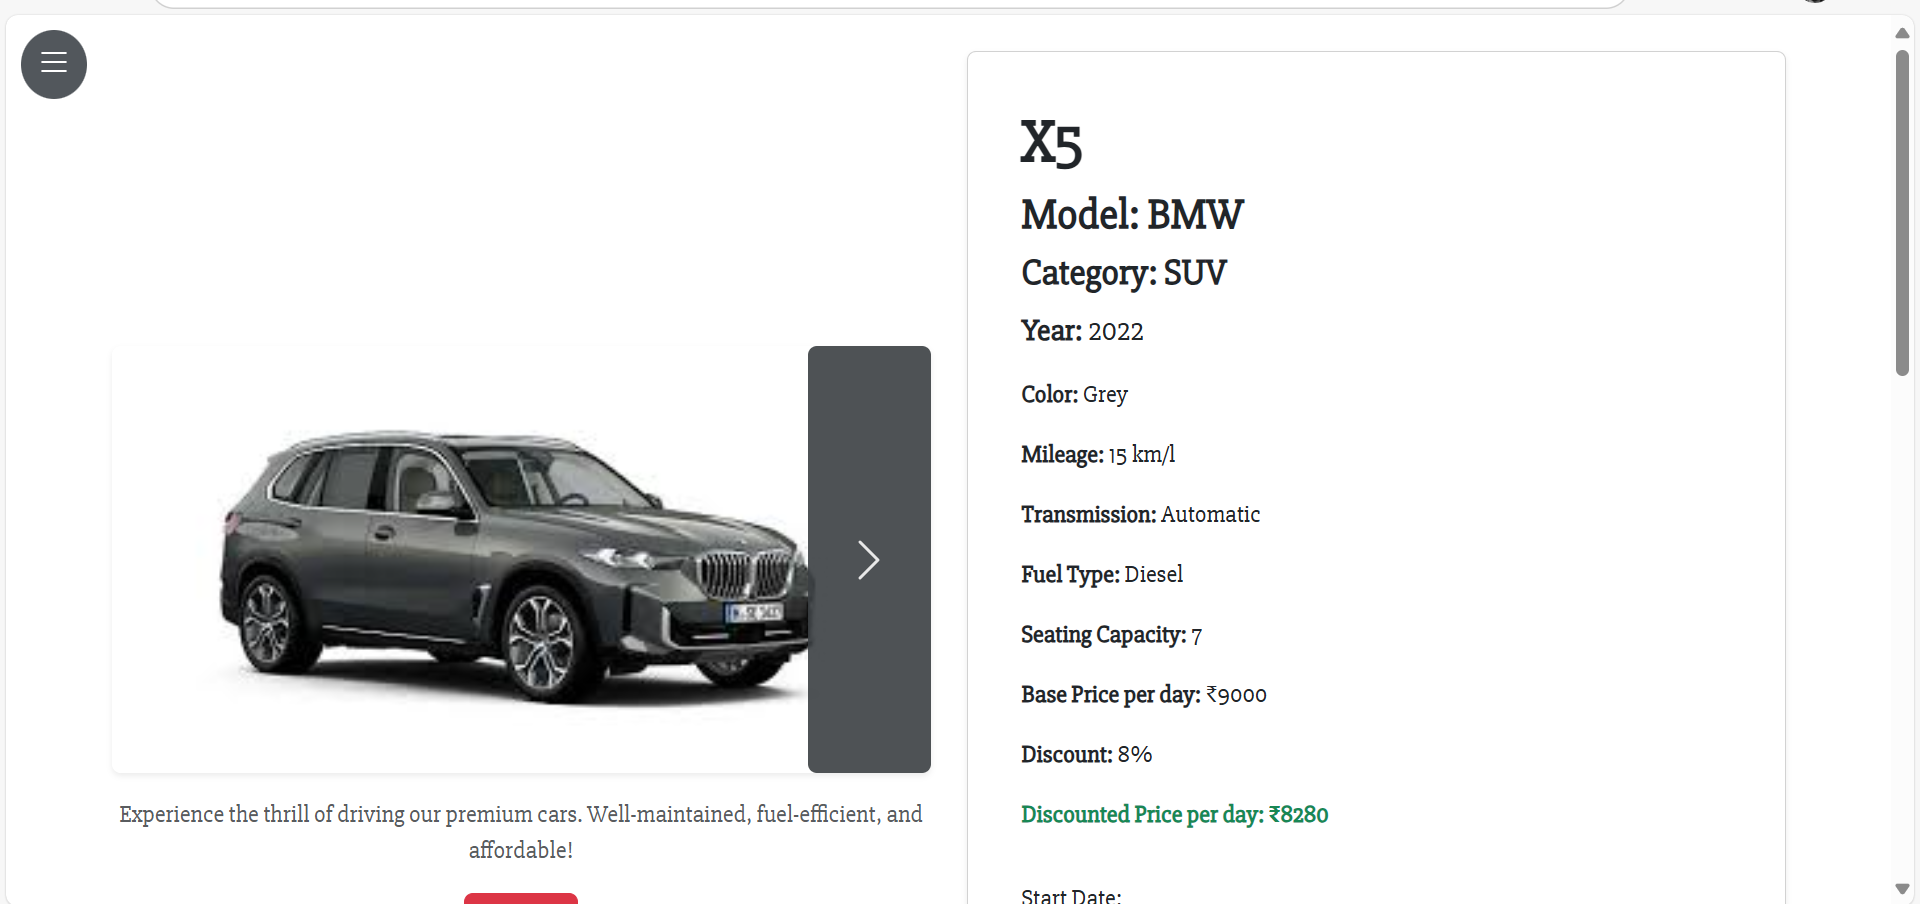 X5
Model: BMW
Category: SUV
Year: 2022
Color: Grey
Mileage: 15 km/l
Transmission: Automatic
Fuel Type: Diesel
Seating Capacity: 7
Base Price per day: ₹9000
Discount: 8%
Discounted Price per day: ₹8280
Start Date:
Experience the thrill of driving our premium cars. Well-maintained, fuel-efficient, and
affordable!